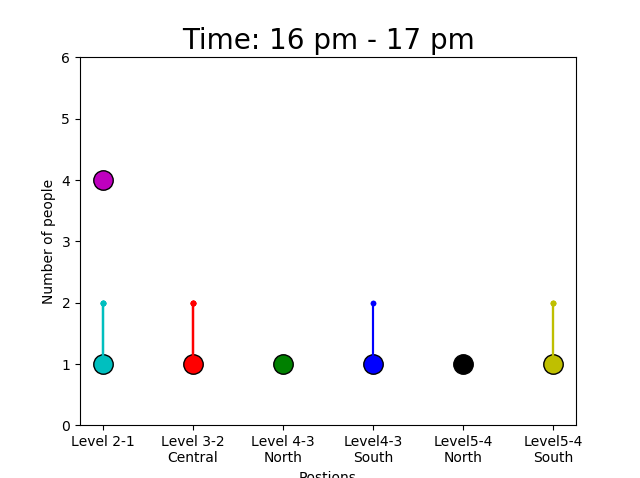 Time: 16 pm - 17 pm
6
5
4
3
2
1
0
Number of people
Level 2-1
Level 3-2
Central
Level 4-3
North
Level4-3
South
Level5-4
North
Level5-4
South
Postions